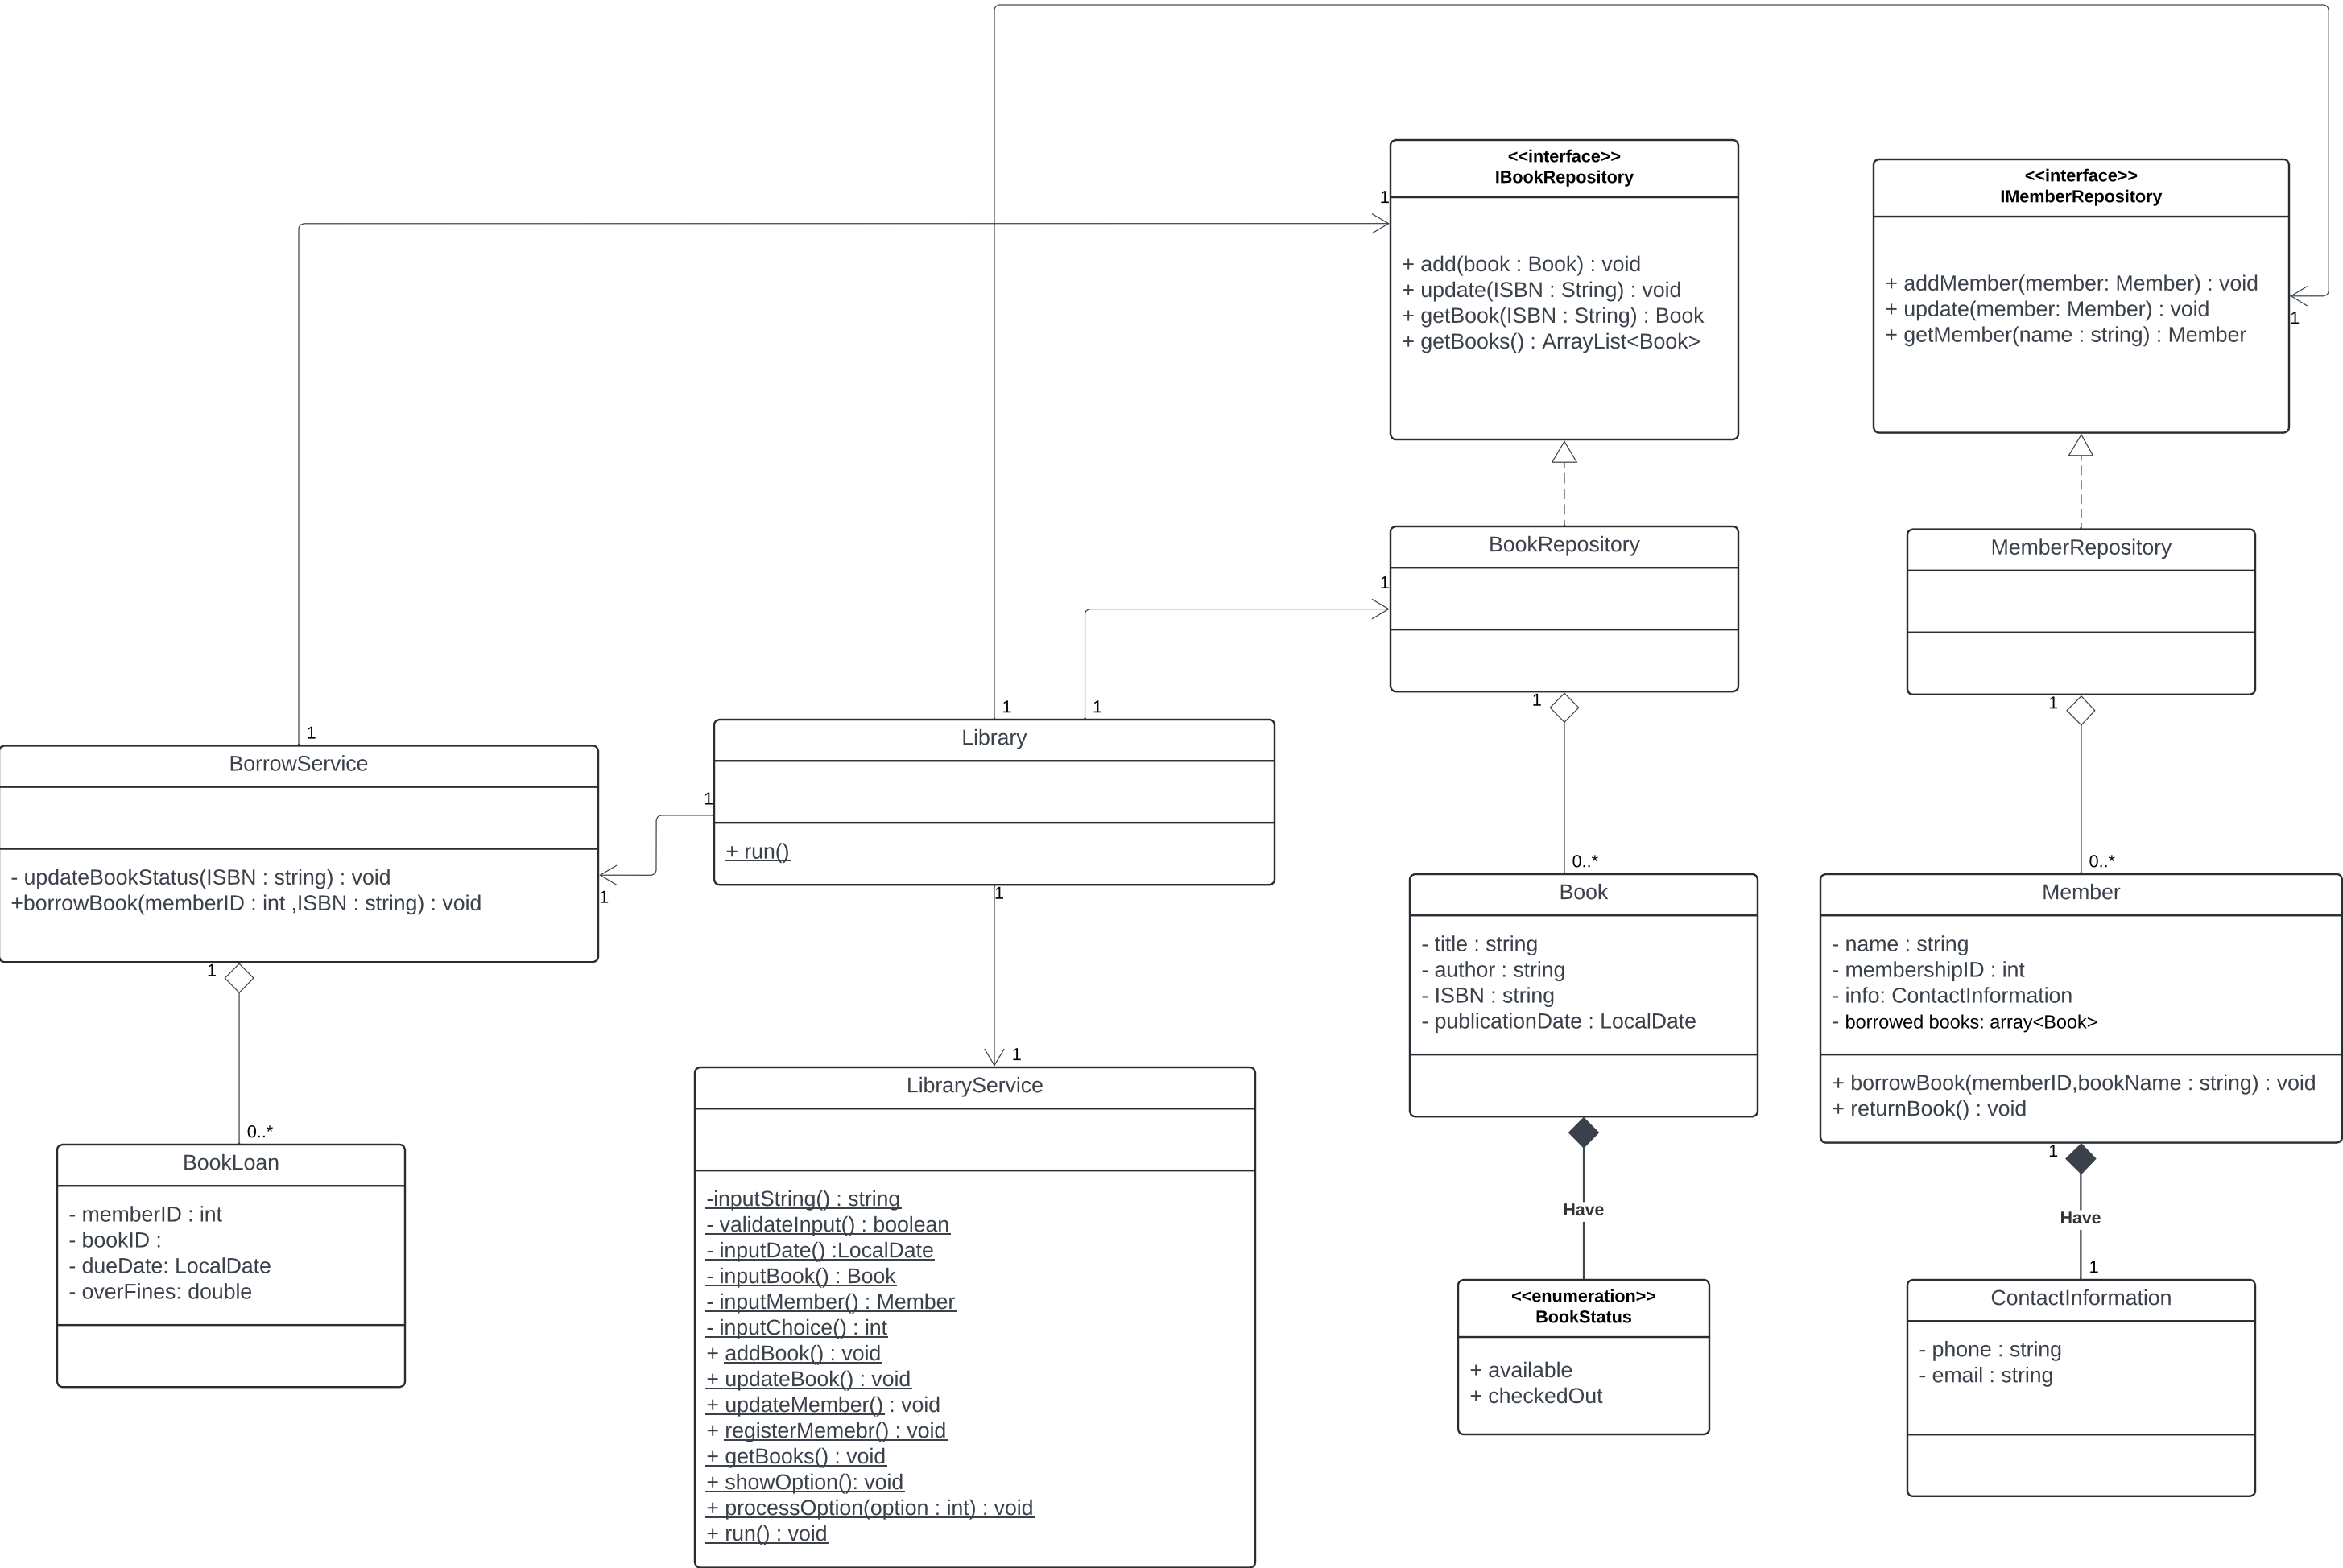 <<interface>>
IBookRepository
1
+ add(book : Book) : void
+ update(ISBN : String) : void
+ getBook(ISBN : String) : Book
+ getBooks() : ArrayList<Book>
<<interface>>
IMemberRepository
+ addMember(member: Member) : void
+ update(member: Member) : void
+ getMember(name : string) : Member
1
BookRepository
1
1
MemberRepository
1
1
1
1
BorrowService
- updateBookStatus(ISBN : string) : void
+borrowBook(memberID : int ,ISBN : string) : void
1
Library
+ run()
1
1
1
1
0..*
Book
- title : string
- author : string
- ISBN : string
- publicationDate : LocalDate
0..*
Member
- name : string
- membershipID : int
- info: ContactInformation
- borrowed books: array<Book>
+ borrowBook(memberID,bookName : string) : void
+ returnBook() : void
1
0..*
BookLoan
- memberID : int
- bookID :
- dueDate: LocalDate
- overFines: double
1
LibraryService
-inputString() : string
- validateInput() : boolean
- inputDate() :LocalDate
- inputBook() : Book
- inputMember() : Member
- inputChoice() : int
+ addBook() : void
+ updateBook() : void
+ updateMember() : void
+ registerMemebr() : void
+ getBooks() : void
+ showOption(): void
+ processOption(option : int) : void
+ run() : void
Have
<<enumeration>>
BookStatus
+ available
+ checkedOut
Have
1
ContactInformation
- phone : string
- email : string